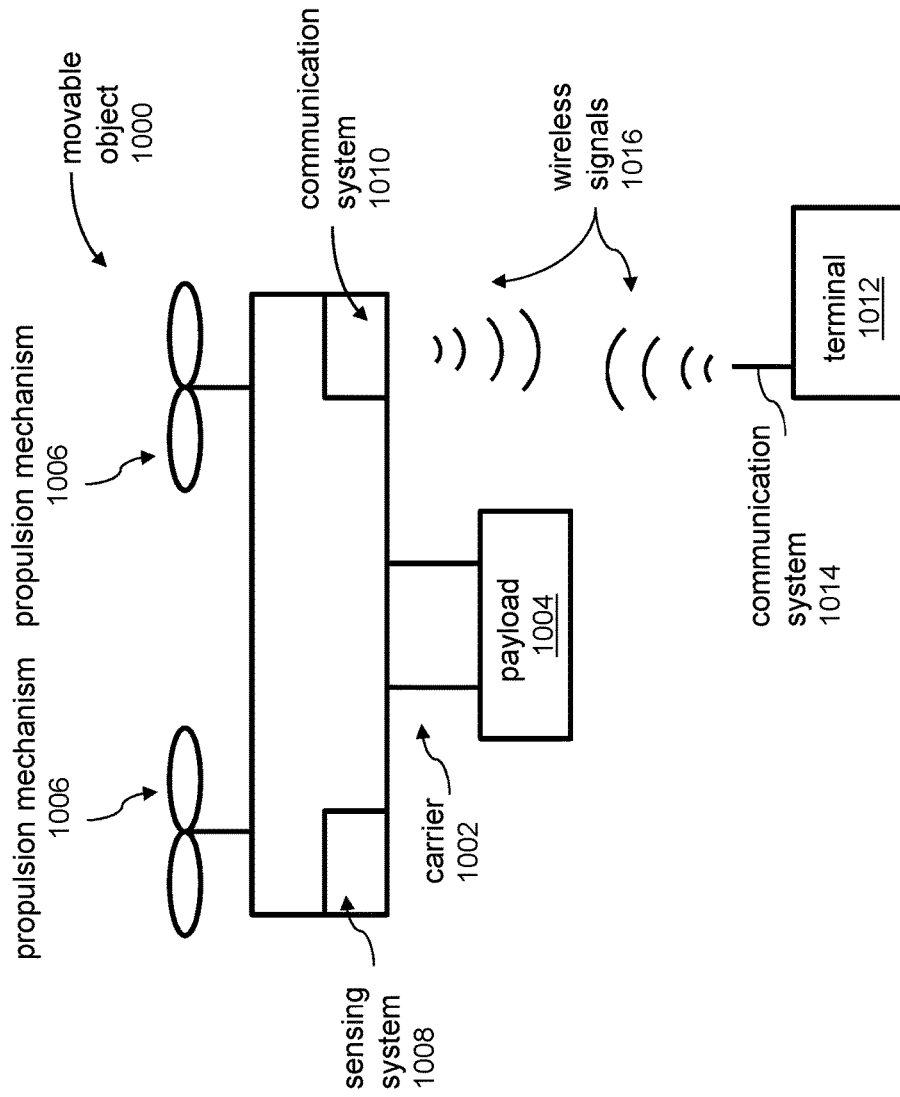 movable
object
1000
propulsion mechanism
1006
propulsion mechanism
1006
sensing
system
1008
communication
system
1010
carrier
1002
payload
1004
wireless
signals
1016
communication
system
1014
terminal
1012